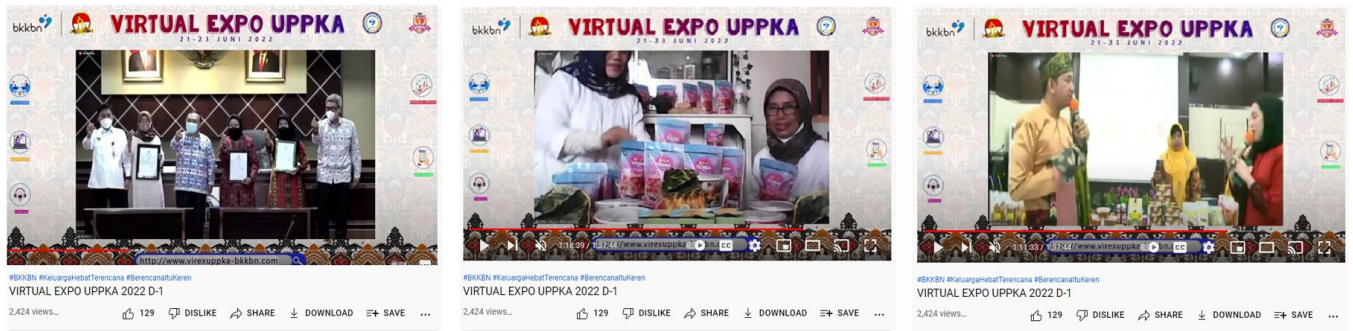 bkkbn
VIRTUAL EXPO UPPKA
21-23 JUNI 2022
http://www.virexuppka-bkkbn.com
#BKKBN #KeluargaHebatTerencana #BerencanaItuKeren
VIRTUAL EXPO UPPKA 2022 D-1
2,424 views...
129 DISLIKE SHARE DOWNLOAD SAVE ...
bkkbn
VIRTUAL EXPO UPPKA
21-23 JUNI 2022
1:18:39 / 1:37:44
CC
#BKKBN #KeluargaHebatTerencana #BerencanaItuKeren
VIRTUAL EXPO UPPKA 2022 D-1
2,424 views...
129 DISLIKE SHARE DOWNLOAD SAVE ...
bkkbn
VIRTUAL EXPO UPPKA
21-23 JUNI 2022
1:11:33 / 1:37:44
CC
#BKKBN #KeluargaHebatTerencana #BerencanaItuKeren
VIRTUAL EXPO UPPKA 2022 D-1
2,424 views...
129 DISLIKE SHARE DOWNLOAD SAVE ...